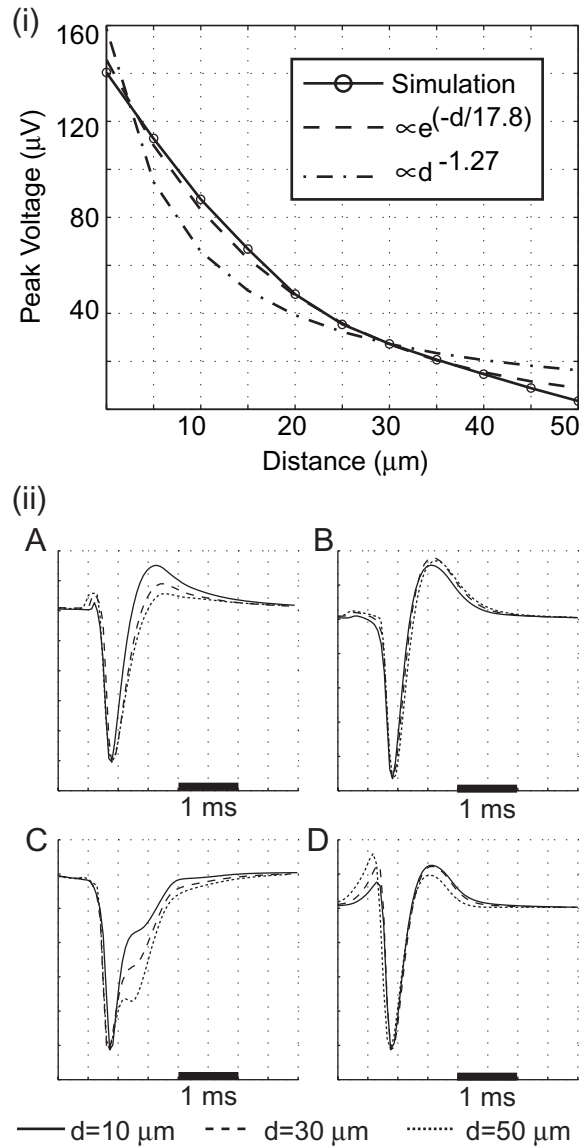 (i)
160
120
80
40
Peak Voltage (μV)
Simulation
∝e(-d/17.8)
∝d -1.27
10 20 30 40 50
Distance (μm)
(ii)
A B
1 ms 1 ms
C D
1 ms 1 ms
d=10 μm d=30 μm d=50 μm